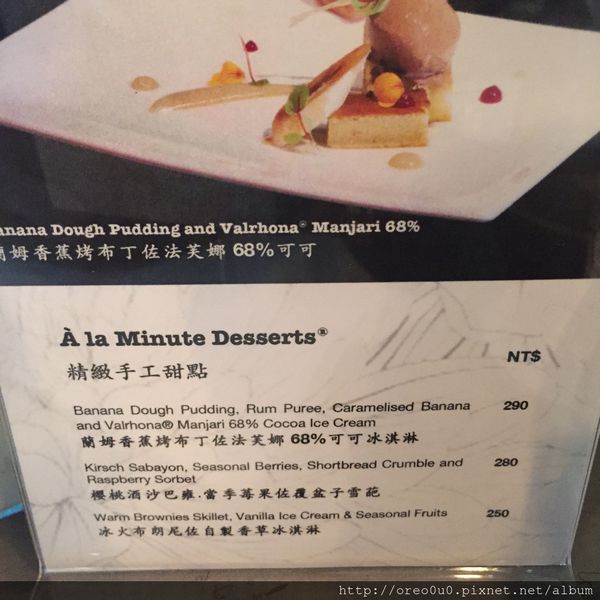 Dough Pudding and Valrhona® Manjari 68%
姆香蕉烤布丁佐法芙娜 68%可可
À la Minute Desserts®
NT$
精緻手工甜點
Banana Dough Pudding, Rum Puree, Caramelised Banana 290
and Valrhona® Manjari 68% Cocoa Ice Cream
蘭姆香蕉烤布丁佐法芙娜 68%可可冰淇淋
Kirsch Sabayon, Seasonal Berries, Shortbread Crumble and 280
Raspberry Sorbet
櫻桃酒沙巴雍.當季莓果佐覆盆子雪葩
Warm Brownies Skillet, Vanilla Ice Cream & Seasonal Fruits 250
冰火布朗尼佐自製香草冰淇淋
http://oreo0u0.pixnet.net/album